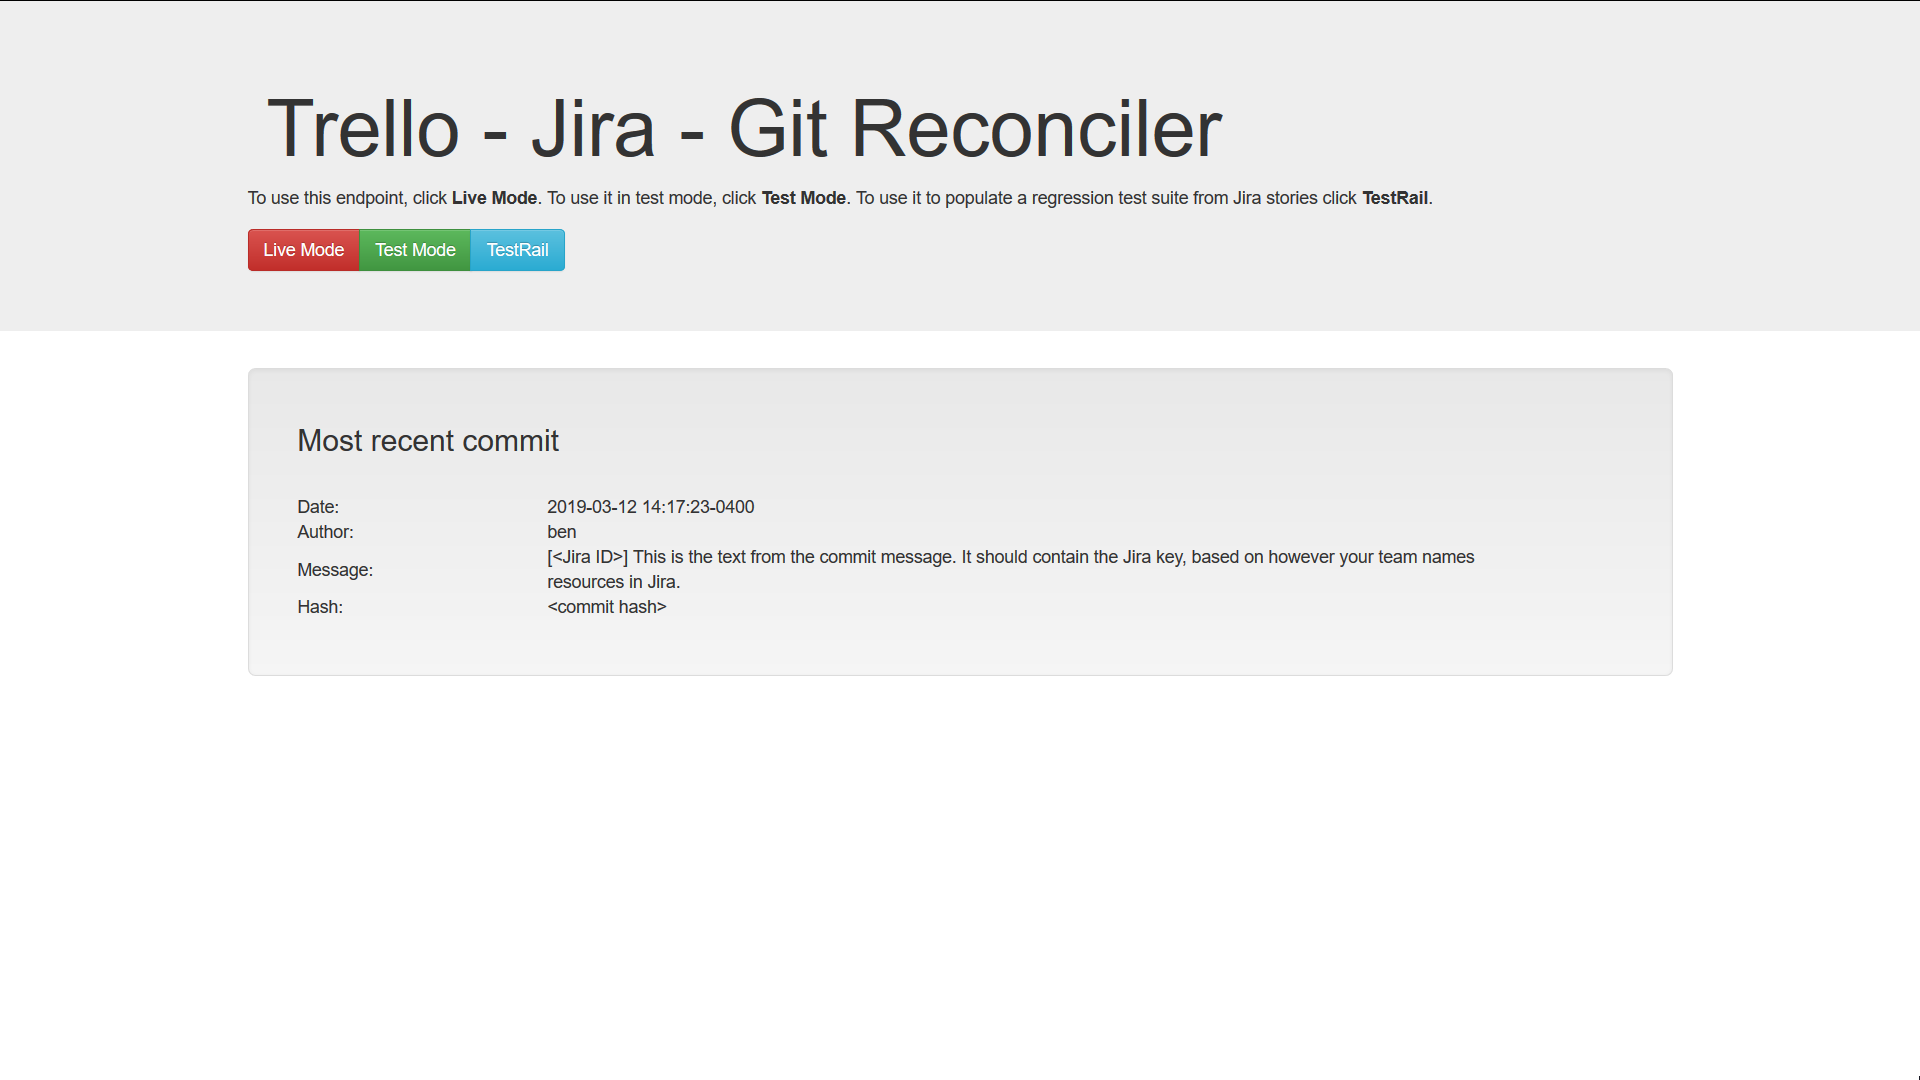 Trello - Jira - Git Reconciler
To use this endpoint, click Live Mode. To use it in test mode, click Test Mode. To use it to populate a regression test suite from Jira stories click TestRail.
Live Mode Test Mode TestRail
Most recent commit
Date: 2019-03-12 14:17:23-0400
Author: ben
Message: [<Jira ID>] This is the text from the commit message. It should contain the Jira key, based on however your team names
resources in Jira.
Hash: <commit hash>